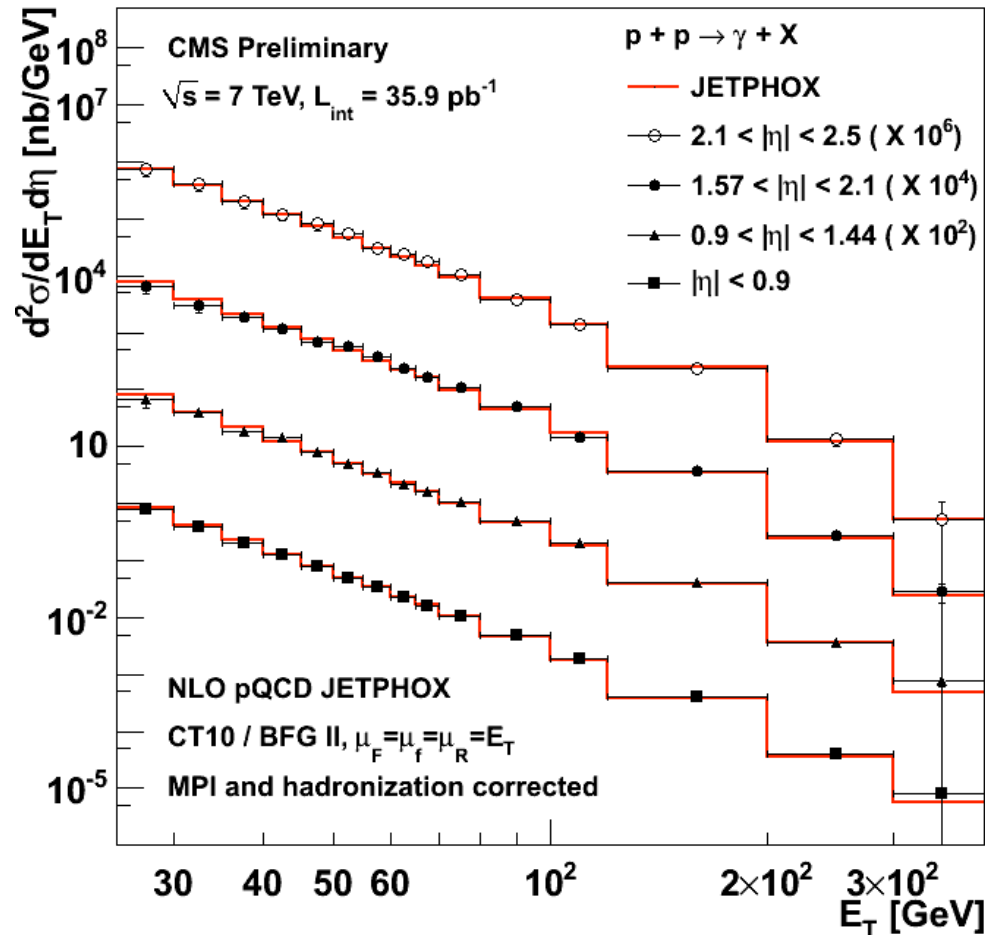 d²σ/dE_T dη [nb/GeV]
10⁸
10⁷
10⁴
10
10⁻²
10⁻⁵
CMS Preliminary
√s = 7 TeV, L_int = 35.9 pb⁻¹
p + p → γ + X
JETPHOX
2.1 < |η| < 2.5 ( X 10⁶)
1.57 < |η| < 2.1 ( X 10⁴)
0.9 < |η| < 1.44 ( X 10²)
|η| < 0.9
NLO pQCD JETPHOX
CT10 / BFG II, μ_F=μ_f=μ_R=E_T
MPI and hadronization corrected
30 40 50 60 10² 2×10² 3×10²
E_T [GeV]